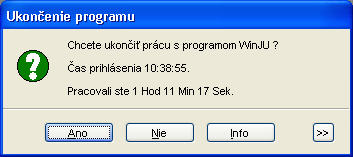 Ukončenie programu
Chcete ukončiť prácu s programom WinJU ?
Čas prihlásenia 10:38:55.
Pracovali ste 1 Hod 11 Min 17 Sek.
Ano Nie Info >>